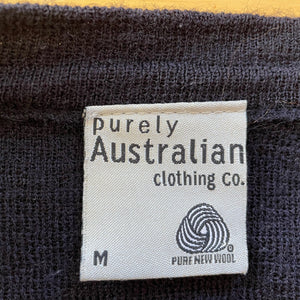 purely
Australian
clothing Co.
M
PURE NEW WOOL